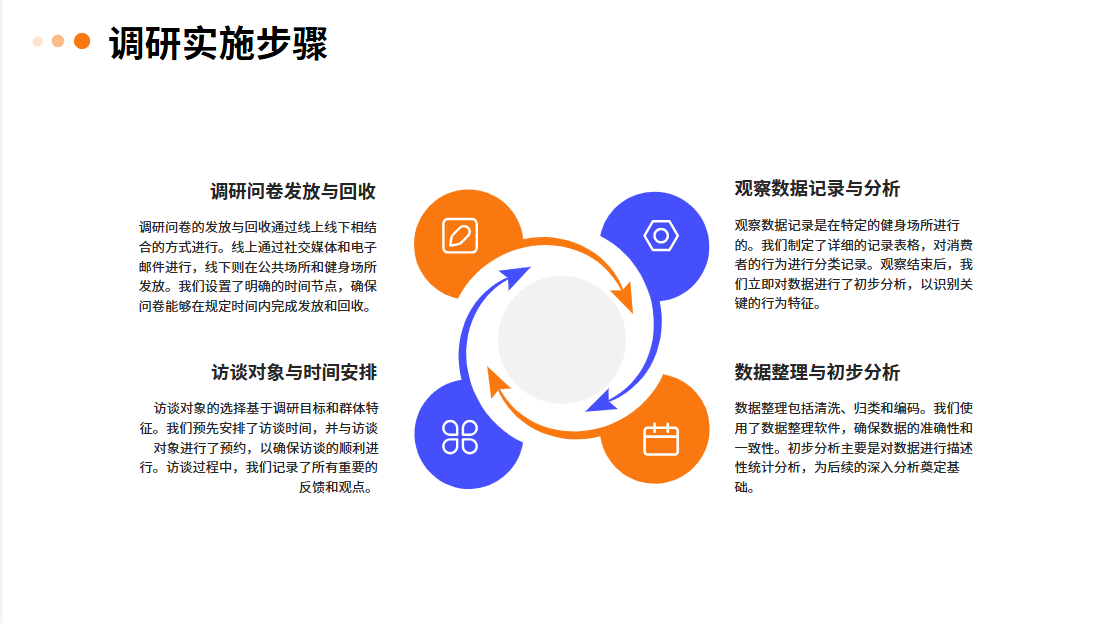 调研实施步骤
调研问卷发放与回收
调研问卷的发放与回收通过线上线下相结
合的方式进行。线上通过社交媒体和电子
邮件进行，线下则在公共场所和健身场所
发放。我们设置了明确的时间节点，确保
问卷能够在规定时间内完成发放和回收。
观察数据记录与分析
观察数据记录是在特定的健身场所进行
的。我们制定了详细的记录表格，对消费
者的行为进行分类记录。观察结束后，我
们立即对数据进行了初步分析，以识别关
键的行为特征。
访谈对象与时间安排
访谈对象的选择基于调研目标和群体特
征。我们预先安排了访谈时间，并与访谈
对象进行了预约，以确保访谈的顺利进
行。访谈过程中，我们记录了所有重要的
反馈和观点。
数据整理与初步分析
数据整理包括清洗、归类和编码。我们使
用了数据整理软件，确保数据的准确性和
一致性。初步分析主要是对数据进行描述
性统计分析，为后续的深入分析奠定基
础。